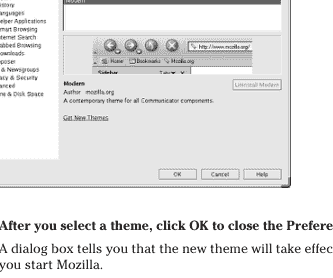 Modern
istory
anguages
elper Applications
mart Browsing
nternet Search
abbed Browsing
ownloads
poser
& Newsgroups
acy & Security
anced
ne & Disk Space
http://www.mozilla.org/
Home Bookmarks Mozilla.org
Sidebar Tabs
Modern
Author: mozilla.org
A contemporary theme for all Communicator components.
Uninstall Modern
Get New Themes
OK Cancel Help
After you select a theme, click OK to close the Prefere
A dialog box tells you that the new theme will take effec
you start Mozilla.